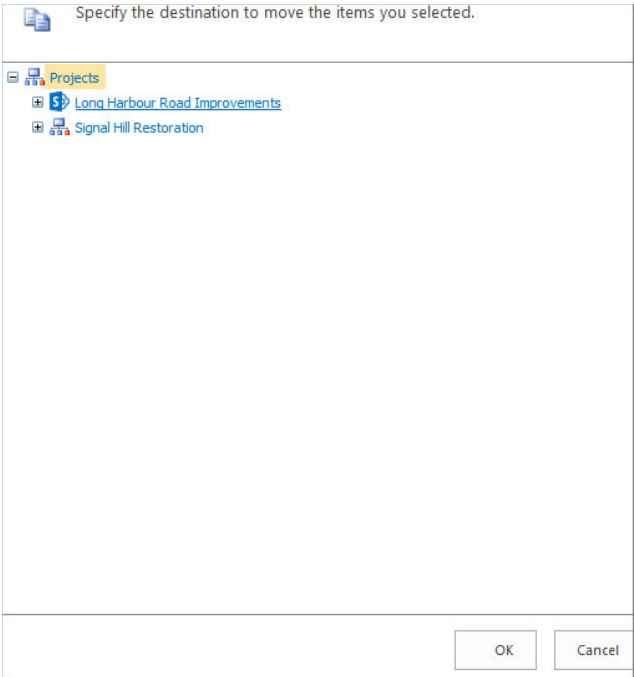 Specify the destination to move the items you selected.
Projects
Long Harbour Road Improvements
Signal Hill Restoration
OK Cancel